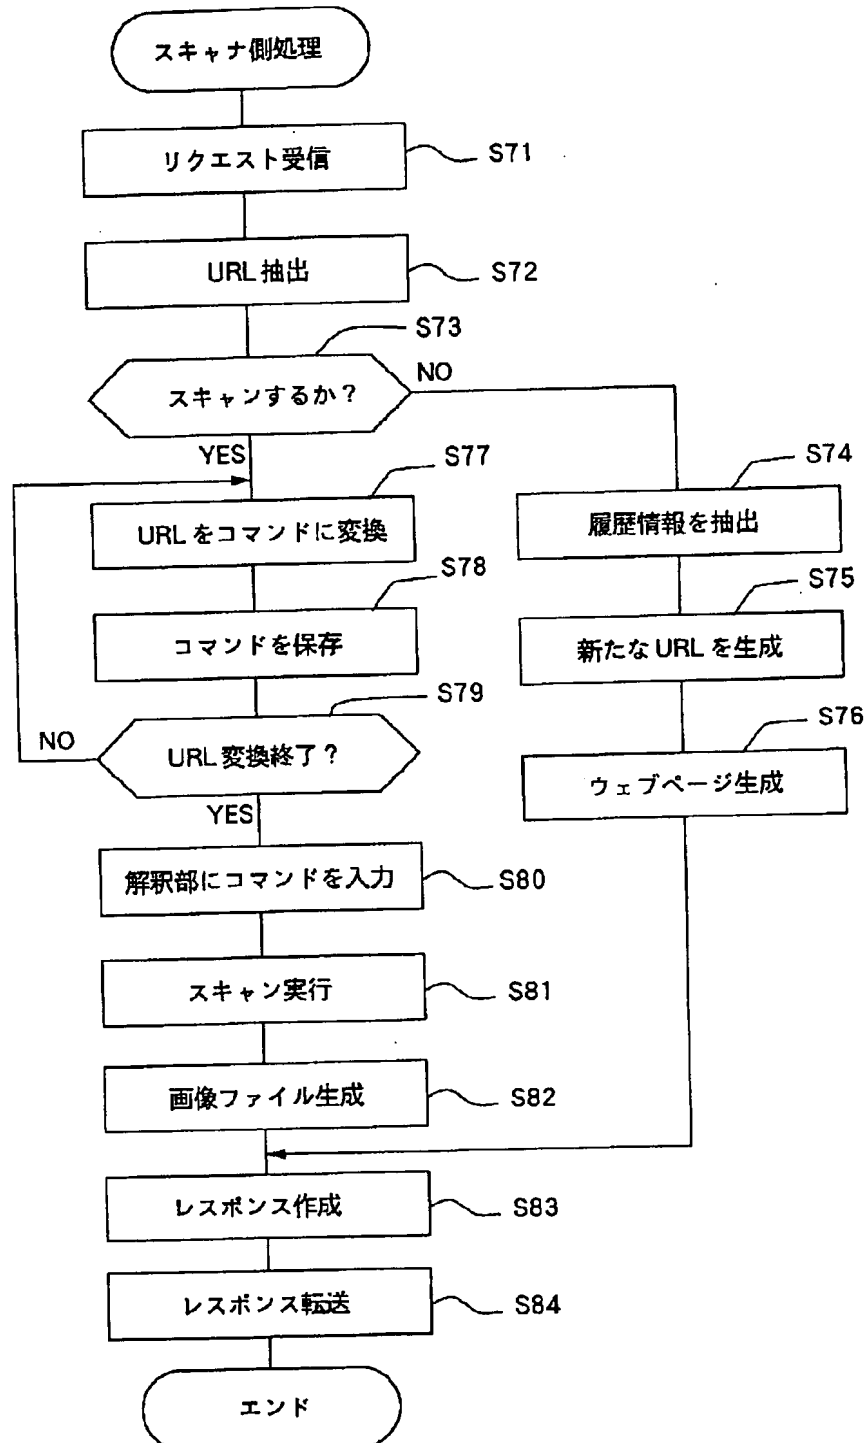 スキャナ側処理
リクエスト受信
S71
URL抽出
S72
S73
スキャンするか？
NO
YES
S77
URLをコマンドに変換
S78
コマンドを保存
S79
URL変換終了？
NO
YES
S74
履歴情報を抽出
S75
新たなURLを生成
S76
ウェブページ生成
解釈部にコマンドを入力
S80
スキャン実行
S81
画像ファイル生成
S82
レスポンス作成
S83
レスポンス転送
S84
エンド